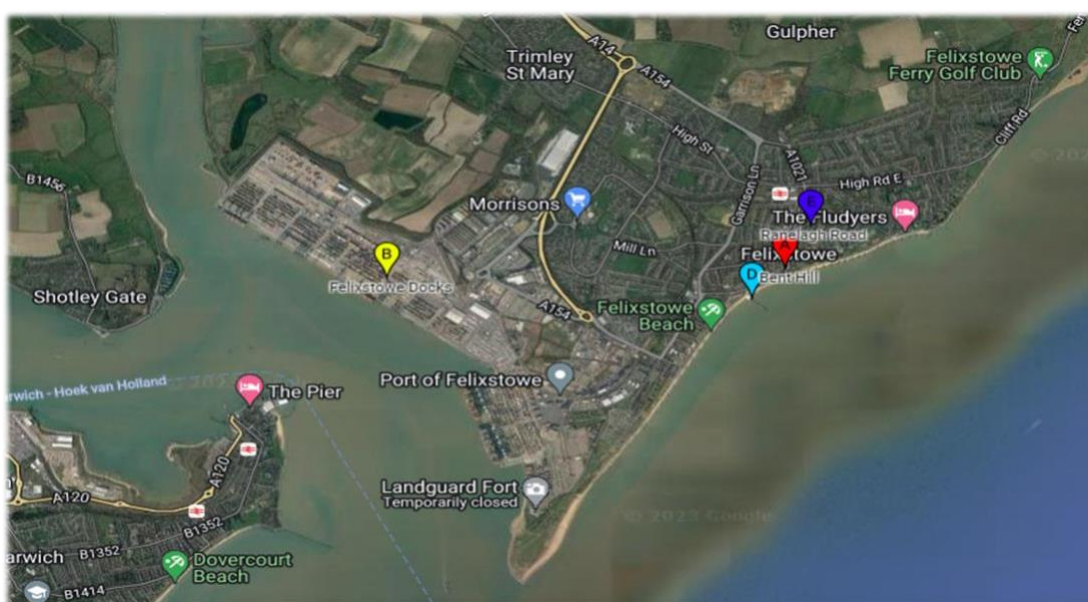 A14
Gulpher
Trimley
St Mary
A154
Felixstowe
Ferry Golf Club
Cliff Rd
High St
A1021
Garrison Ln
High Rd E
B1456
Morrisons
E
The Fludyers
Ranelagh Road
Mill Ln
A
Felixstowe
B
Felixstowe Docks
D
Bent Hill
Shotley Gate
A154
Felixstowe
Beach
Harwich - Hoek van Holland
The Pier
Port of Felixstowe
A120
A120
Landguard Fort
Temporarily closed
© 2023 Google
B1352
arwich
B1352
Dovercourt
Beach
B1414